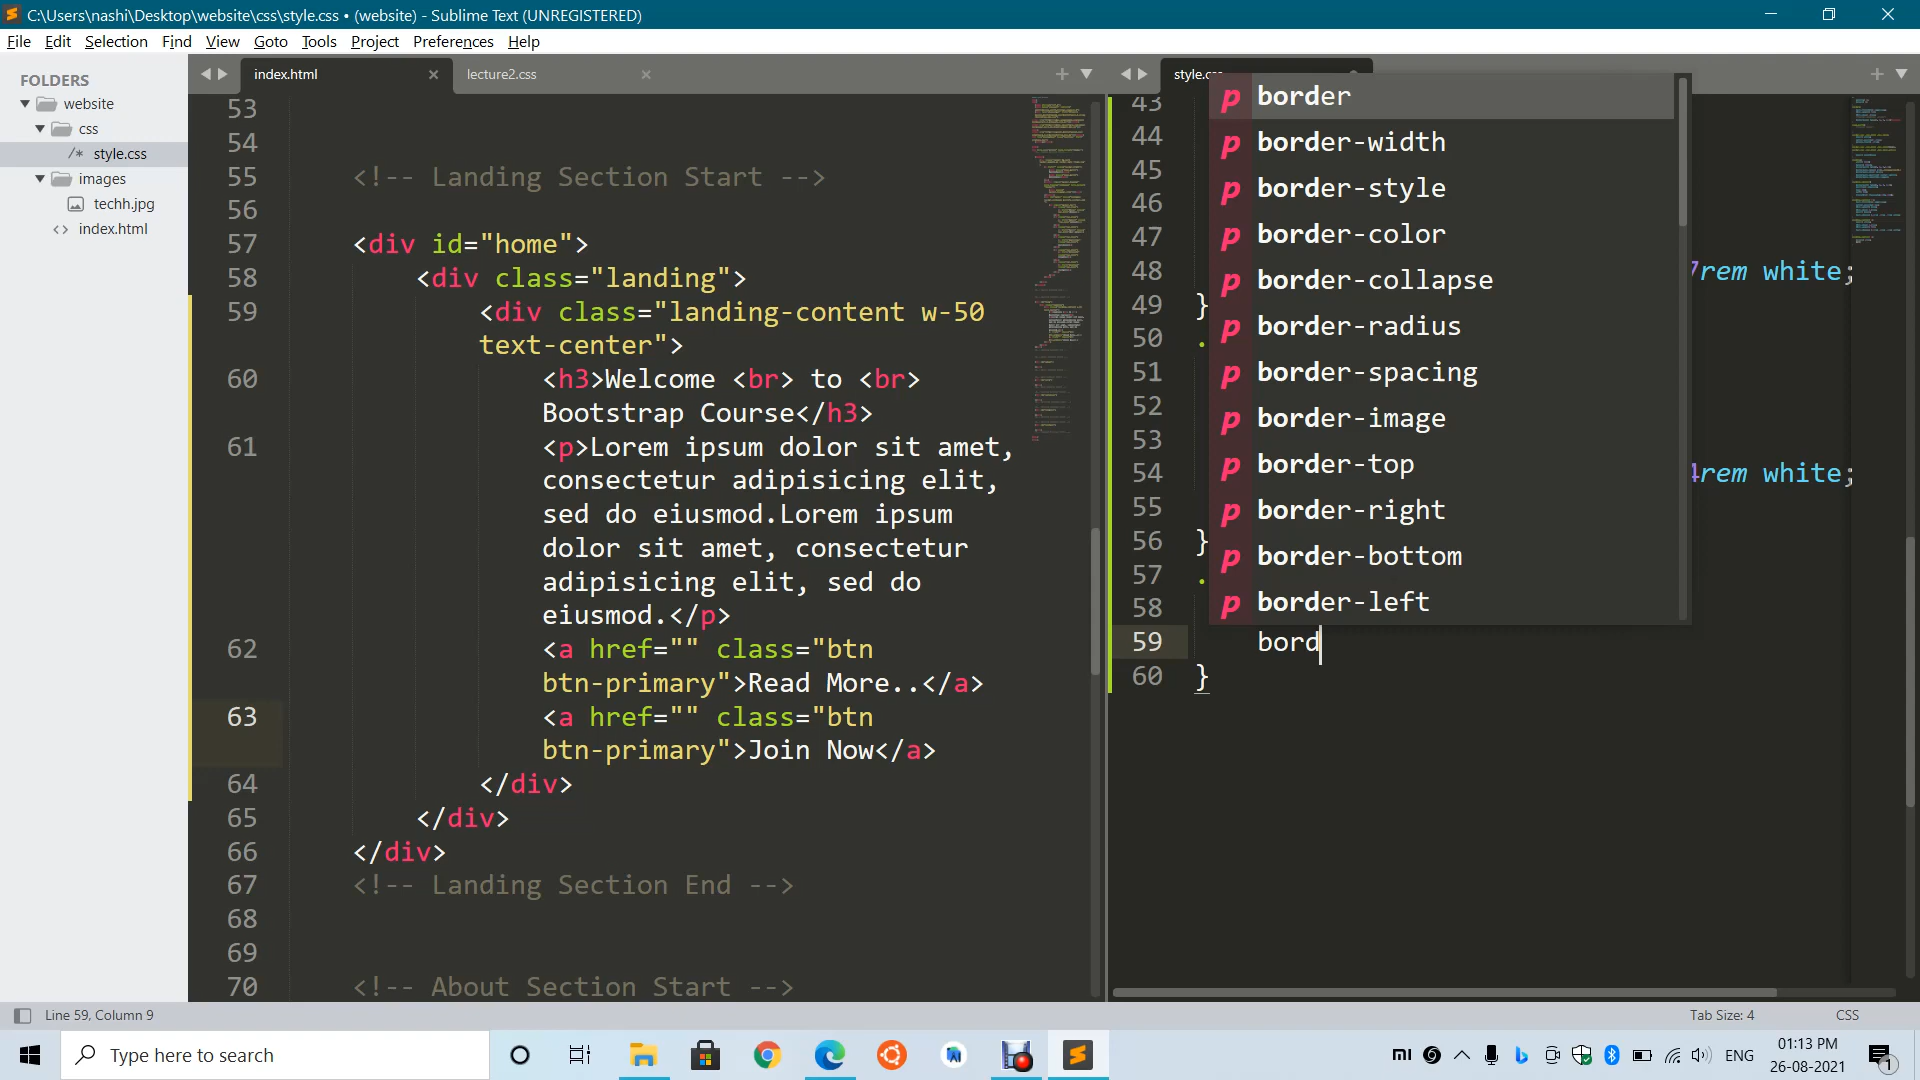 C:\Users\nashi\Desktop\website\css\style.css • (website) - Sublime Text (UNREGISTERED)
File Edit Selection Find View Goto Tools Project Preferences Help
FOLDERS
website
css
/* style.css
images
techh.jpg
<> index.html
index.html
lecture2.css
53
54
55 <!-- Landing Section Start -->
56
57 <div id="home">
58 <div class="landing">
59 <div class="landing-content w-50
text-center">
60 <h3>Welcome <br> to <br>
Bootstrap Course</h3>
61 <p>Lorem ipsum dolor sit amet,
consectetur adipisicing elit,
sed do eiusmod.Lorem ipsum
dolor sit amet, consectetur
adipisicing elit, sed do
eiusmod.</p>
62 <a href="" class="btn
btn-primary">Read More..</a>
63 <a href="" class="btn
btn-primary">Join Now</a>
64 </div>
65 </div>
66 </div>
67 <!-- Landing Section End -->
68
69
70 <!-- About Section Start -->
43
44
45
46
47
48 7rem white;
49 }
50 .
51
52
53
54 4rem white;
55
56 }
57 .
58
59 bord
60 }
p border
p border-width
p border-style
p border-color
p border-collapse
p border-radius
p border-spacing
p border-image
p border-top
p border-right
p border-bottom
p border-left
Line 59, Column 9
Tab Size: 4
CSS
Type here to search
ENG
01:13 PM
26-08-2021
1